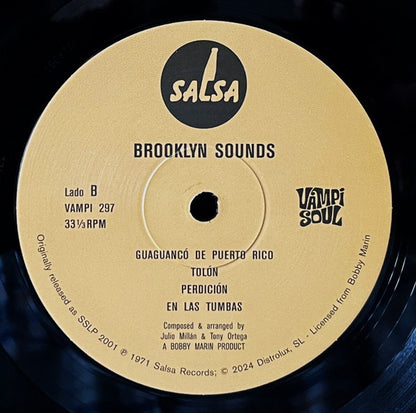 SALSA
BROOKLYN SOUNDS
Lado B
VAMPI 297
33⅓ RPM
VAMPI SOUL
GUAGUANCÓ DE PUERTO RICO
TOLÓN
PERDICIÓN
EN LAS TUMBAS
Composed & arranged by
Julio Millán & Tony Ortega
A BOBBY MARIN PRODUCT
Originally released as SSLP 2001 ℗ 1971 Salsa Records; © 2024 Distrolux, SL - Licensed from Bobby Marin